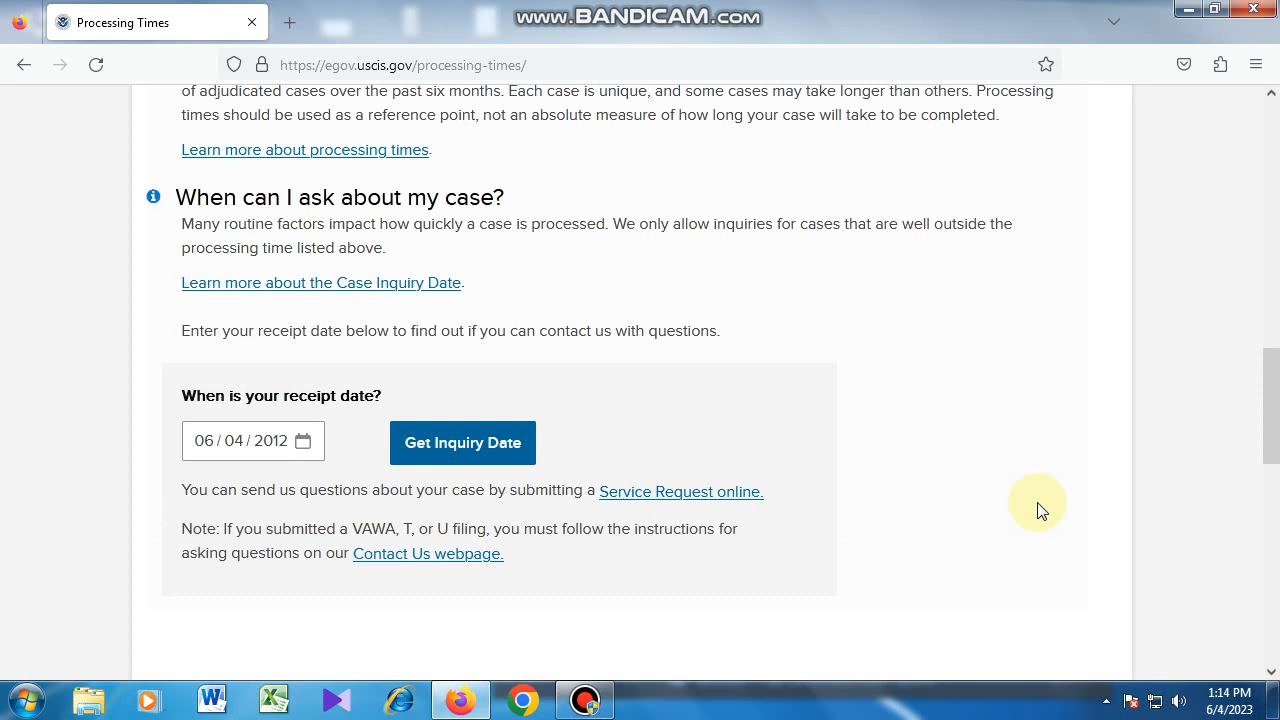 Processing Times
www.BANDICAM.com
https://egov.uscis.gov/processing-times/
of adjudicated cases over the past six months. Each case is unique, and some cases may take longer than others. Processing
times should be used as a reference point, not an absolute measure of how long your case will take to be completed.
Learn more about processing times.
When can I ask about my case?
Many routine factors impact how quickly a case is processed. We only allow inquiries for cases that are well outside the
processing time listed above.
Learn more about the Case Inquiry Date.
Enter your receipt date below to find out if you can contact us with questions.
When is your receipt date?
06 / 04 / 2012
Get Inquiry Date
You can send us questions about your case by submitting a Service Request online.
Note: If you submitted a VAWA, T, or U filing, you must follow the instructions for
asking questions on our Contact Us webpage.
1:14 PM
6/4/2023